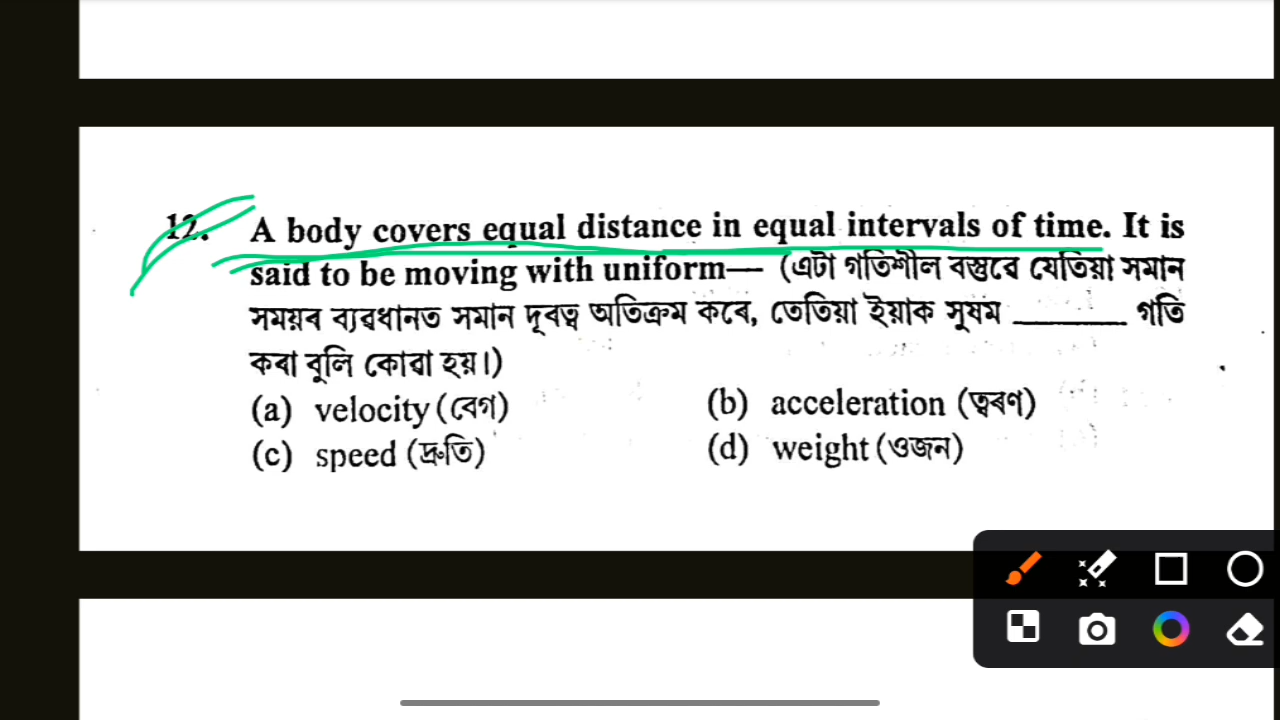 12. A body covers equal distance in equal intervals of time. It is
said to be moving with uniform— (এটা গতিশীল বস্তুৱে যেতিয়া সমান
সময়ৰ ব্যৱধানত সমান দূৰত্ব অতিক্ৰম কৰে, তেতিয়া ইয়াক সুষম ________ গতি
কৰা বুলি কোৱা হয়।)
(a) velocity (বেগ) (b) acceleration (ত্বৰণ)
(c) speed (দ্ৰুতি) (d) weight (ওজন)